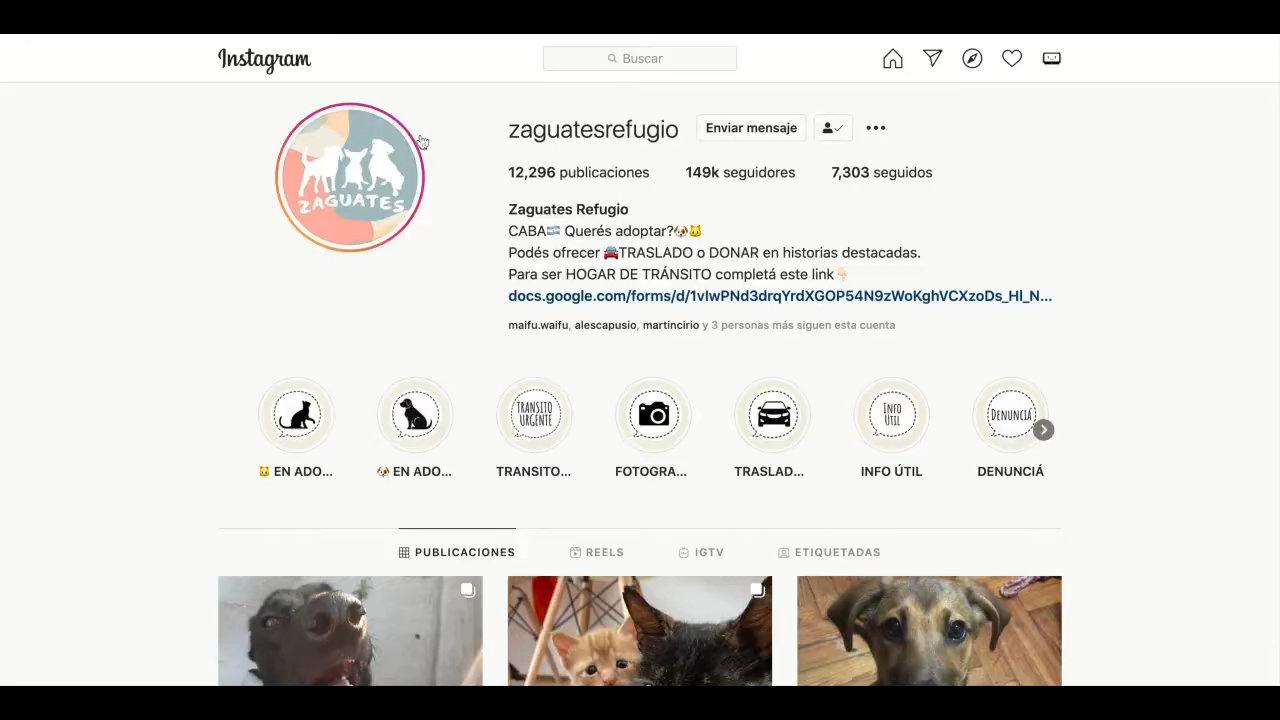 Instagram
Buscar
zaguatesrefugio
Enviar mensaje
12,296 publicaciones
149k seguidores
7,303 seguidos
ZAGUATES
Zaguates Refugio
CABA🇦🇷 Querés adoptar?🐶🐱
Podés ofrecer 🚘TRASLADO o DONAR en historias destacadas.
Para ser HOGAR DE TRÁNSITO completá este link👇🏻
docs.google.com/forms/d/1vIwPNd3drqYrdXGOP54N9zWoKghVCXzoDs_HI_N...
maifu.waifu, alescapusio, martincirio y 3 personas más siguen esta cuenta
TRANSITO
URGENTE
INFO
UTIL
DENUNCIÁ
🐱 EN ADO...
🐶 EN ADO...
TRANSITO...
FOTOGRA...
TRASLAD...
INFO ÚTIL
DENUNCIÁ
PUBLICACIONES
REELS
IGTV
ETIQUETADAS